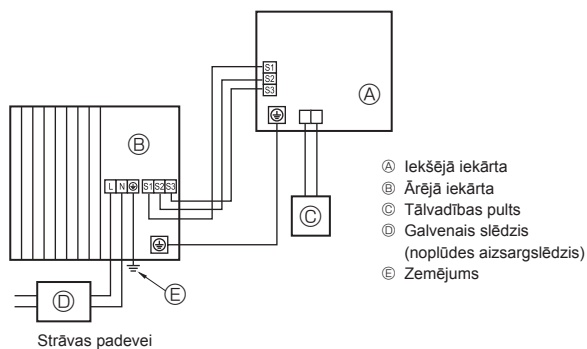 S1
S2
S3
Ⓐ
Ⓑ
L N S1 S2 S3
Ⓒ
Ⓓ
Ⓔ
Strāvas padevei
Ⓐ Iekšējā iekārta
Ⓑ Ārējā iekārta
Ⓒ Tālvadības pults
Ⓓ Galvenais slēdzis
(noplūdes aizsargslēdzis)
Ⓔ Zemējums